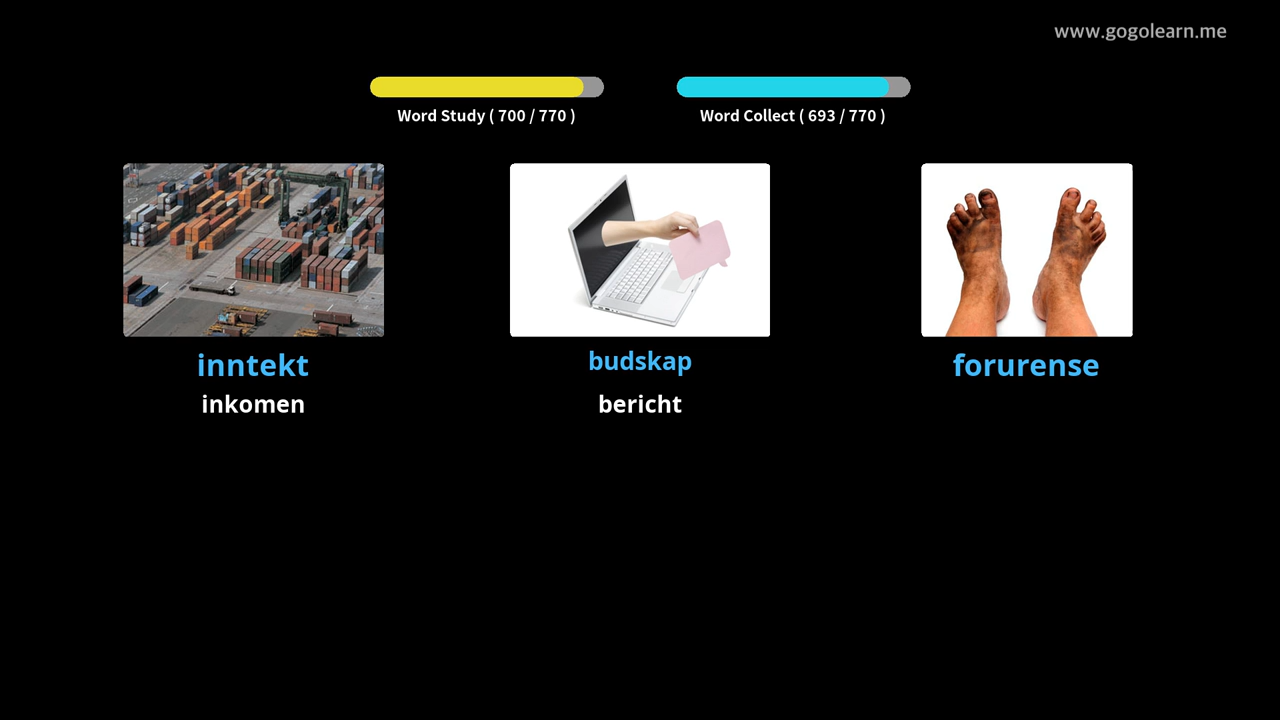 www.gogolearn.me
Word Study ( 700 / 770 )
Word Collect ( 693 / 770 )
inntekt
inkomen
budskap
bericht
forurense